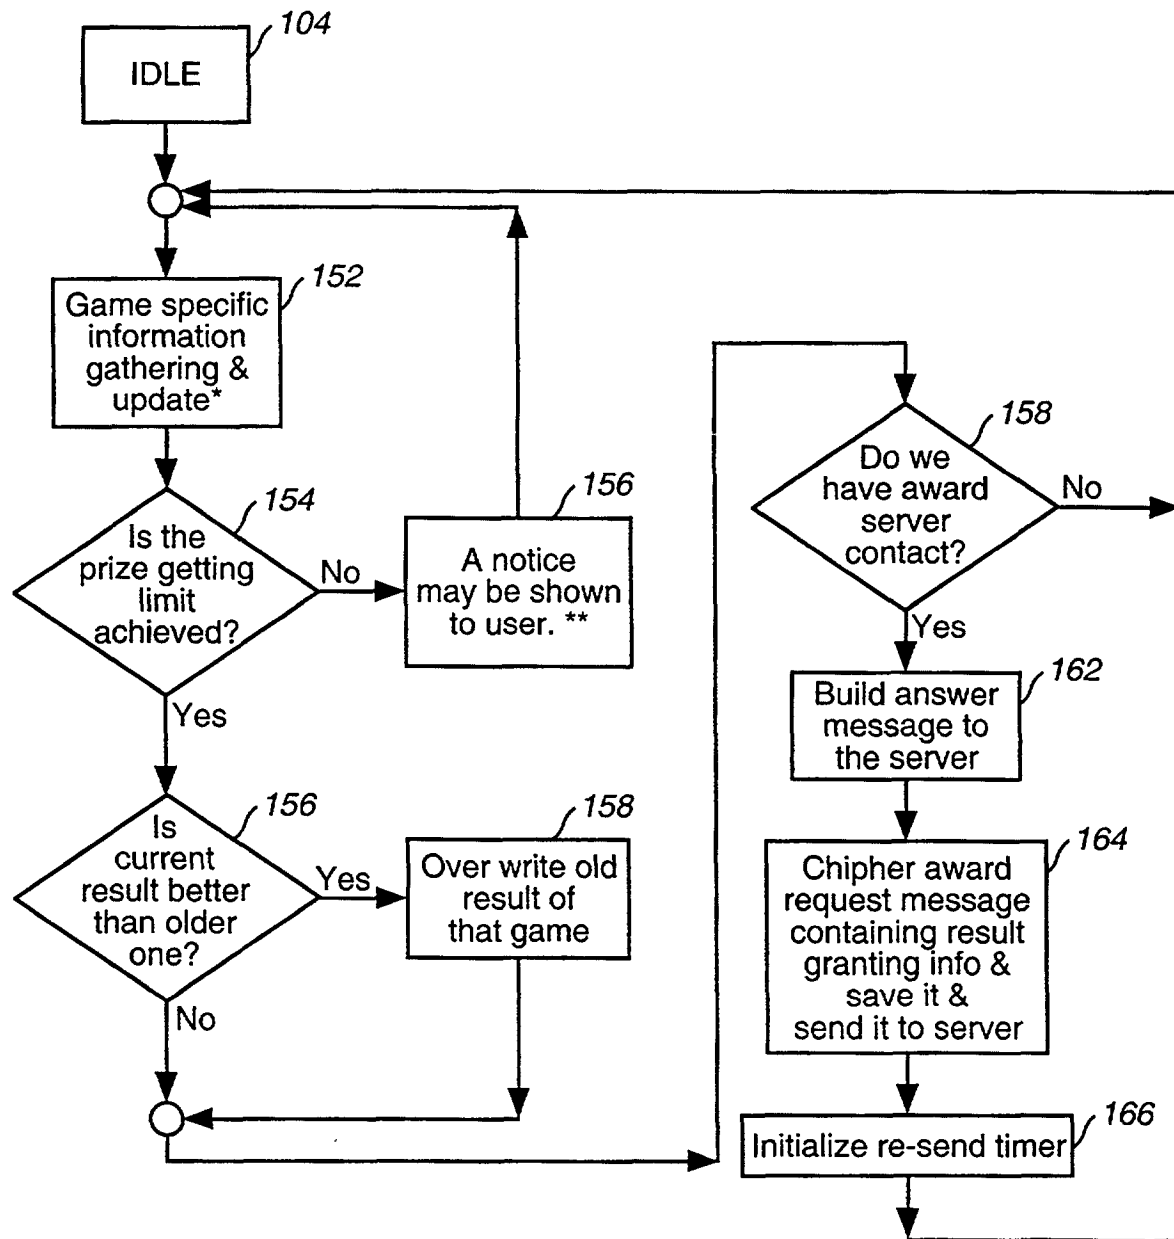 104
IDLE
152
Game specific
information
gathering &
update*
154
Is the
prize getting
limit
achieved?
No
156
A notice
may be shown
to user. **
Yes
156
Is
current
result better
than older
one?
Yes
158
Over write old
result of
that game
No
158
Do we
have award
server
contact?
No
Yes
162
Build answer
message to
the server
164
Chipher award
request message
containing result
granting info &
save it &
send it to server
166
Initialize re-send timer